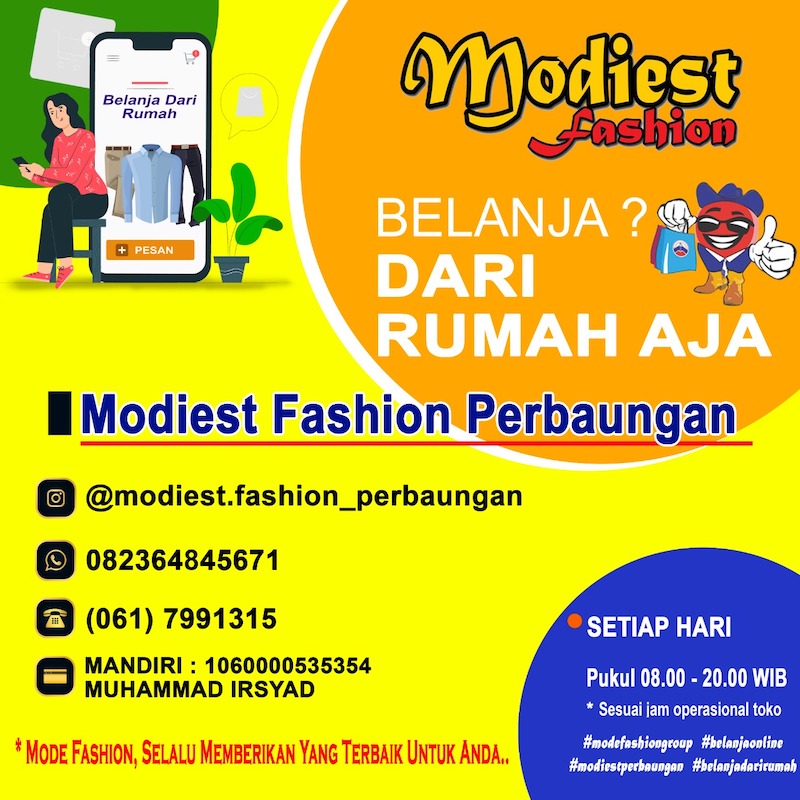 Belanja Dari
Rumah
PESAN
Modiest
Fashion
BELANJA ?
DARI
RUMAH AJA
Modiest Fashion Perbaungan
@modiest.fashion_perbaungan
082364845671
(061) 7991315
MANDIRI : 1060000535354
MUHAMMAD IRSYAD
SETIAP HARI
Pukul 08.00 - 20.00 WIB
* Sesuai jam operasional toko
#modefashiongroup #belanjaonline
#modiestperbaungan #belanjadarirumah
* MODE FASHION, SELALU MEMBERIKAN YANG TERBAIK UNTUK ANDA..